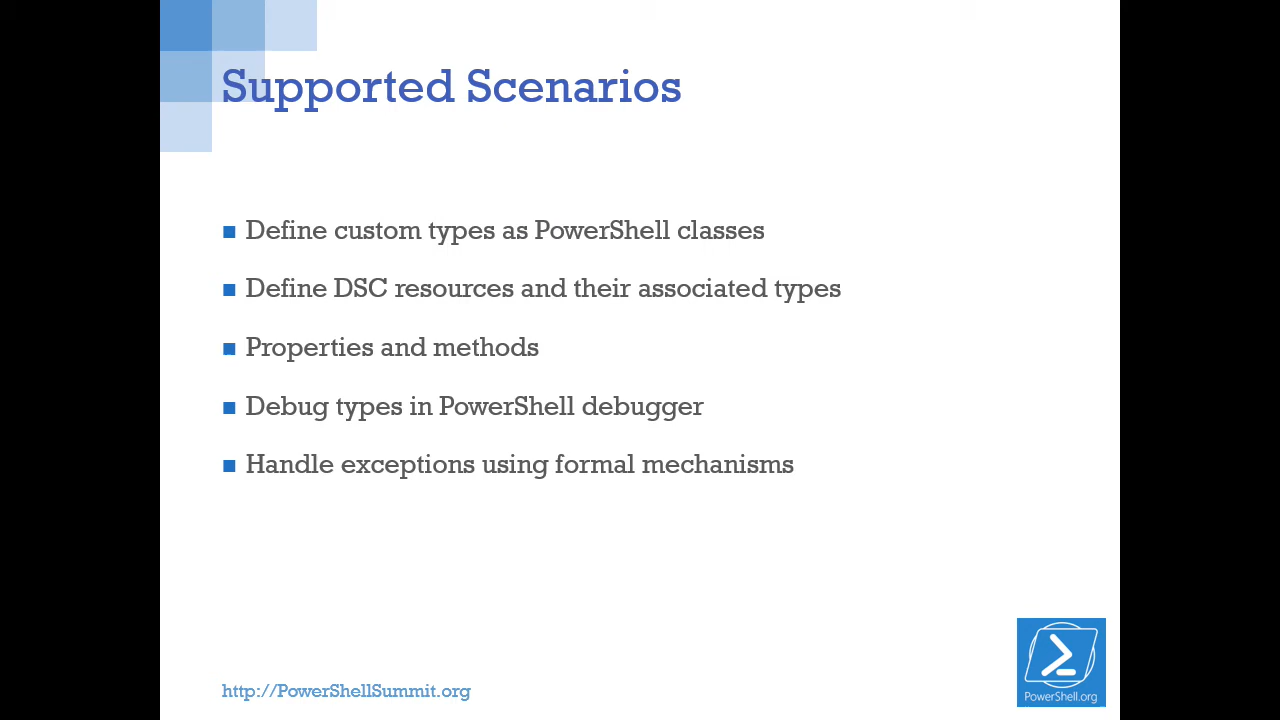 Supported Scenarios
Define custom types as PowerShell classes
Define DSC resources and their associated types
Properties and methods
Debug types in PowerShell debugger
Handle exceptions using formal mechanisms
http://PowerShellSummit.org
PowerShell.org